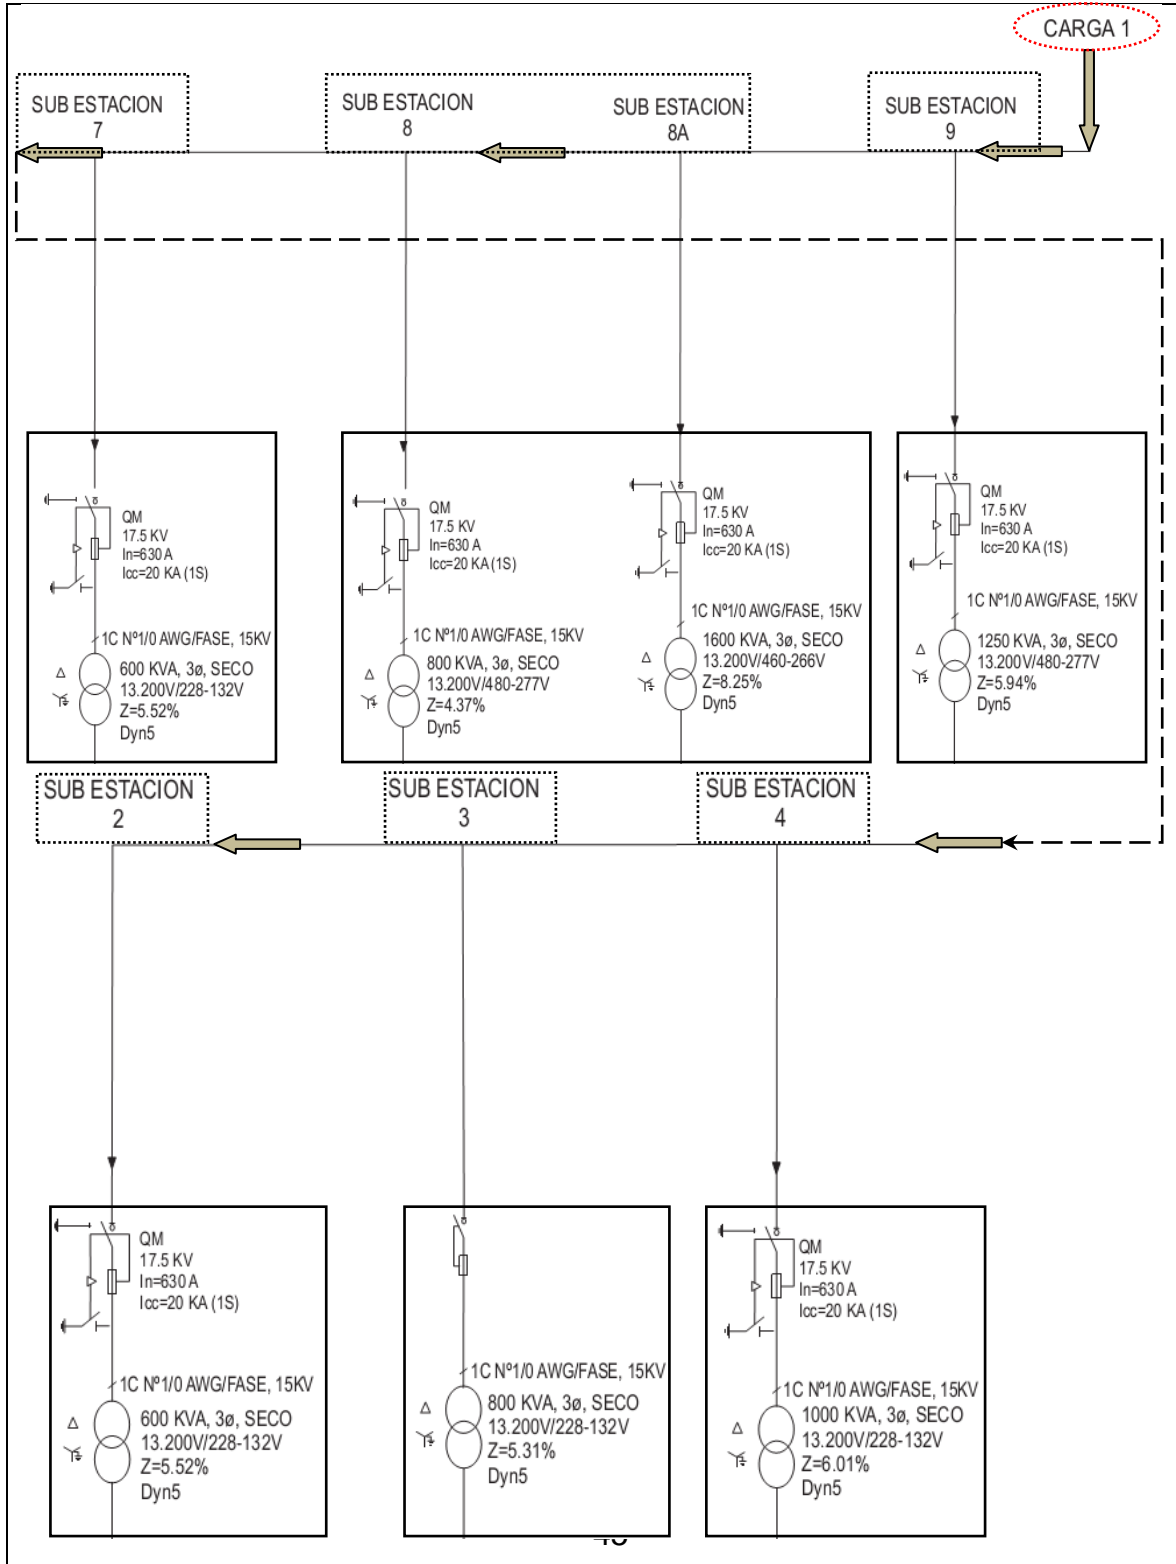 CARGA 1
SUB ESTACION
7
SUB ESTACION
8
SUB ESTACION
8A
SUB ESTACION
9
QM
17.5 KV
In=630 A
Icc=20 KA (1S)
1C Nº1/0 AWG/FASE, 15KV
600 KVA, 3ø, SECO
13.200V/228-132V
Z=5.52%
Dyn5
QM
17.5 KV
In=630 A
Icc=20 KA (1S)
1C Nº1/0 AWG/FASE, 15KV
800 KVA, 3ø, SECO
13.200V/480-277V
Z=4.37%
Dyn5
QM
17.5 KV
In=630 A
Icc=20 KA (1S)
1C Nº1/0 AWG/FASE, 15KV
1600 KVA, 3ø, SECO
13.200V/460-266V
Z=8.25%
Dyn5
QM
17.5 KV
In=630 A
Icc=20 KA (1S)
1C Nº1/0 AWG/FASE, 15KV
1250 KVA, 3ø, SECO
13.200V/480-277V
Z=5.94%
Dyn5
SUB ESTACION
2
SUB ESTACION
3
SUB ESTACION
4
QM
17.5 KV
In=630 A
Icc=20 KA (1S)
1C Nº1/0 AWG/FASE, 15KV
600 KVA, 3ø, SECO
13.200V/228-132V
Z=5.52%
Dyn5
1C Nº1/0 AWG/FASE, 15KV
800 KVA, 3ø, SECO
13.200V/228-132V
Z=5.31%
Dyn5
QM
17.5 KV
In=630 A
Icc=20 KA (1S)
1C Nº1/0 AWG/FASE, 15KV
1000 KVA, 3ø, SECO
13.200V/228-132V
Z=6.01%
Dyn5